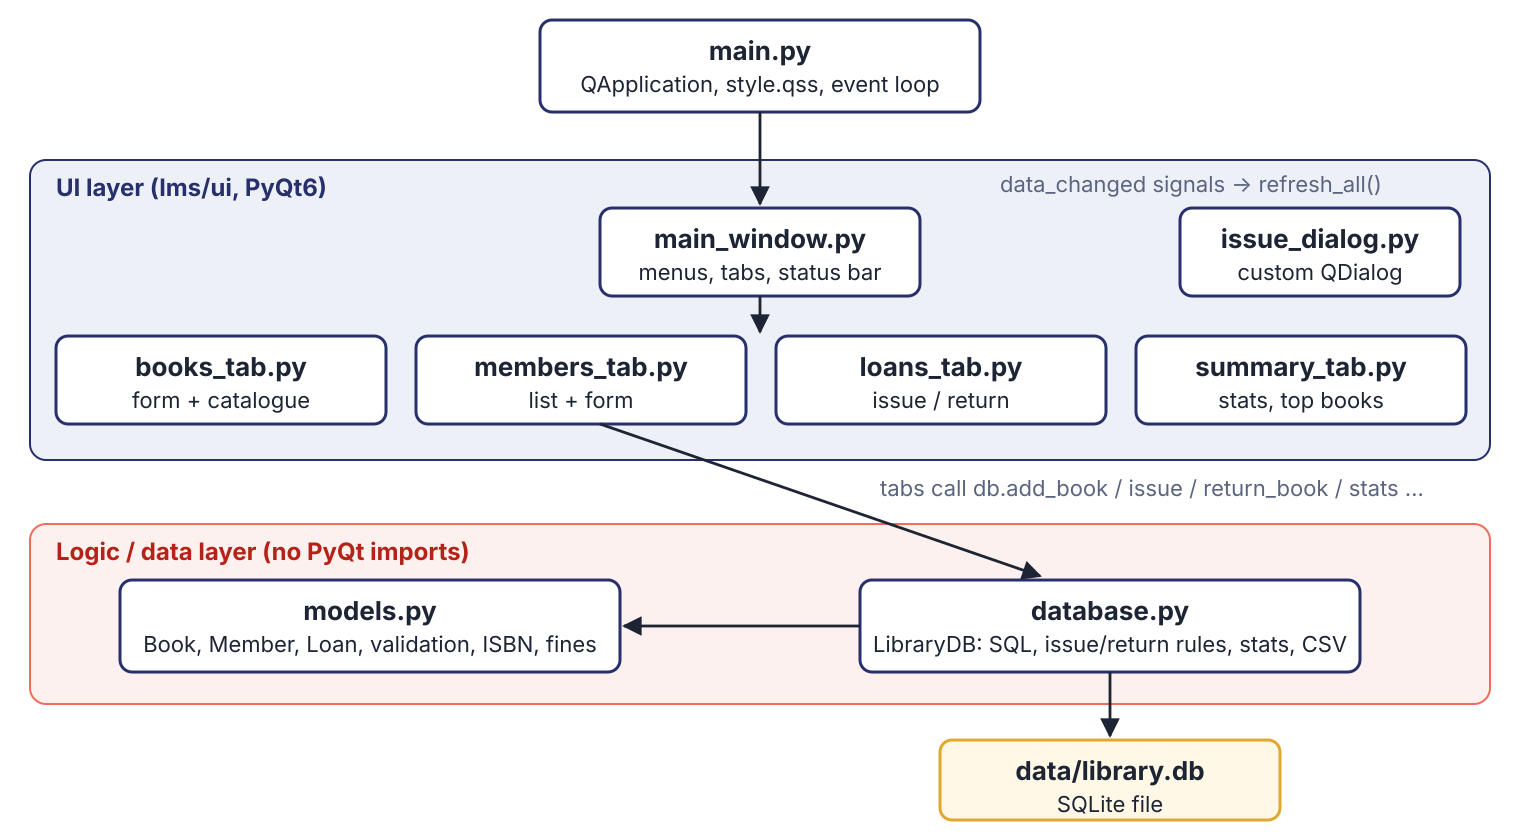 main.py
QApplication, style.qss, event loop
UI layer (lms/ui, PyQt6)
data_changed signals → refresh_all()
main_window.py
menus, tabs, status bar
issue_dialog.py
custom QDialog
books_tab.py
form + catalogue
members_tab.py
list + form
loans_tab.py
issue / return
summary_tab.py
stats, top books
tabs call db.add_book / issue / return_book / stats ...
Logic / data layer (no PyQt imports)
models.py
Book, Member, Loan, validation, ISBN, fines
database.py
LibraryDB: SQL, issue/return rules, stats, CSV
data/library.db
SQLite file